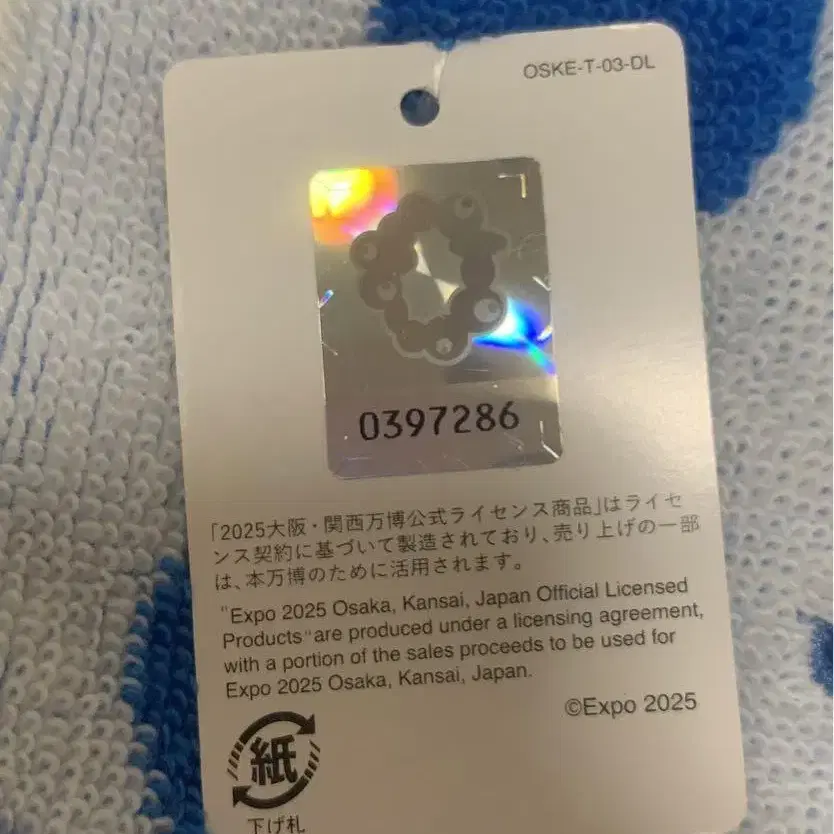 OSKE-T-03-DL
0397286
「2025大阪・関西万博公式ライセンス商品」はライセ
ンス契約に基づいて製造されており、売り上げの一部
は、本万博のために活用されます。
"Expo 2025 Osaka, Kansai, Japan Official Licensed
Products" are produced under a licensing agreement,
with a portion of the sales proceeds to be used for
Expo 2025 Osaka, Kansai, Japan.
©Expo 2025
紙
下げ札